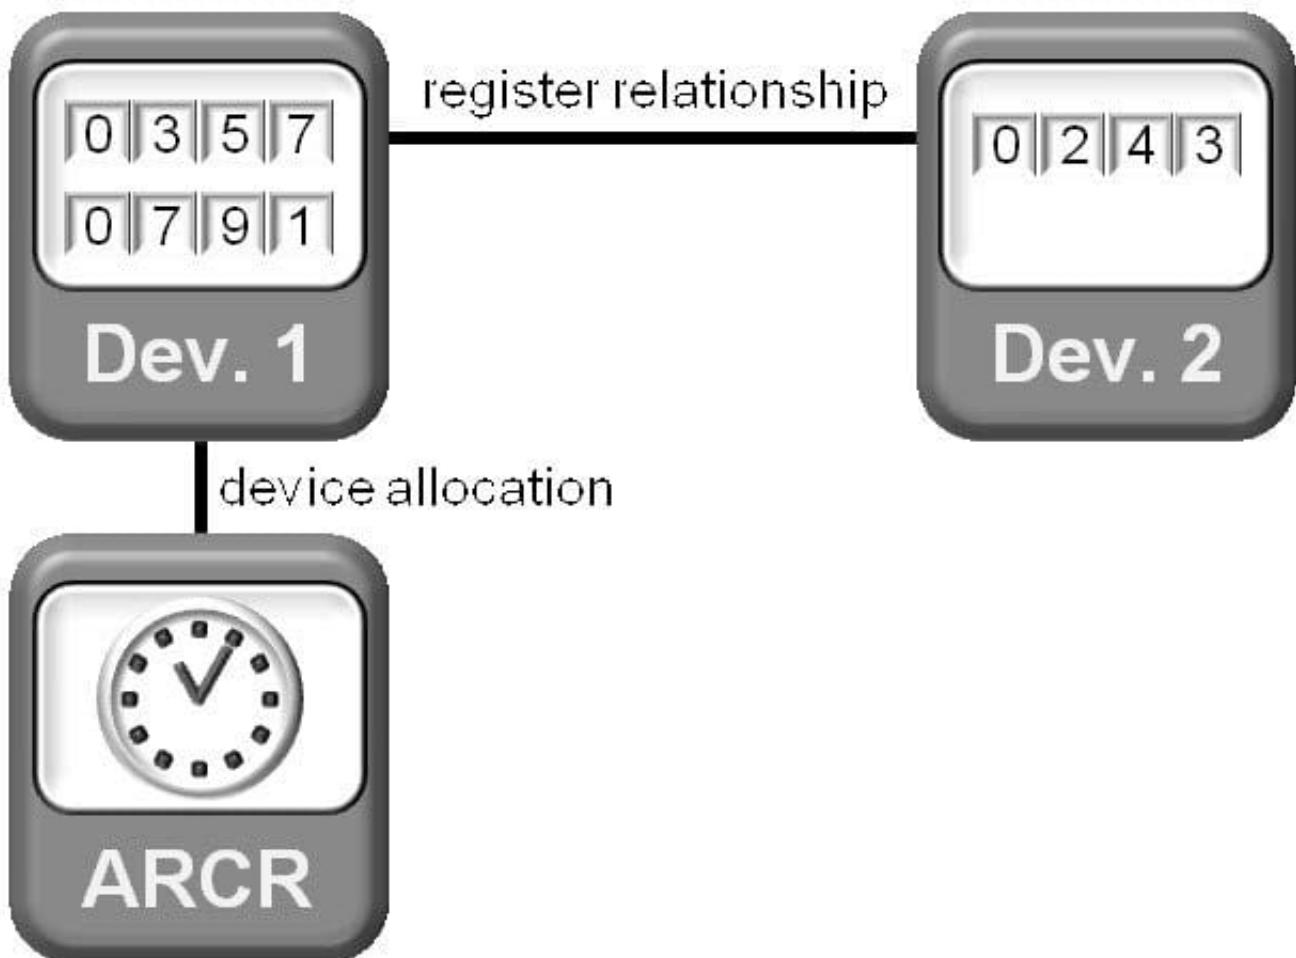 register relationship
0 3 5 7
0 7 9 1
0 2 4 3
Dev. 1
Dev. 2
device allocation
ARCR